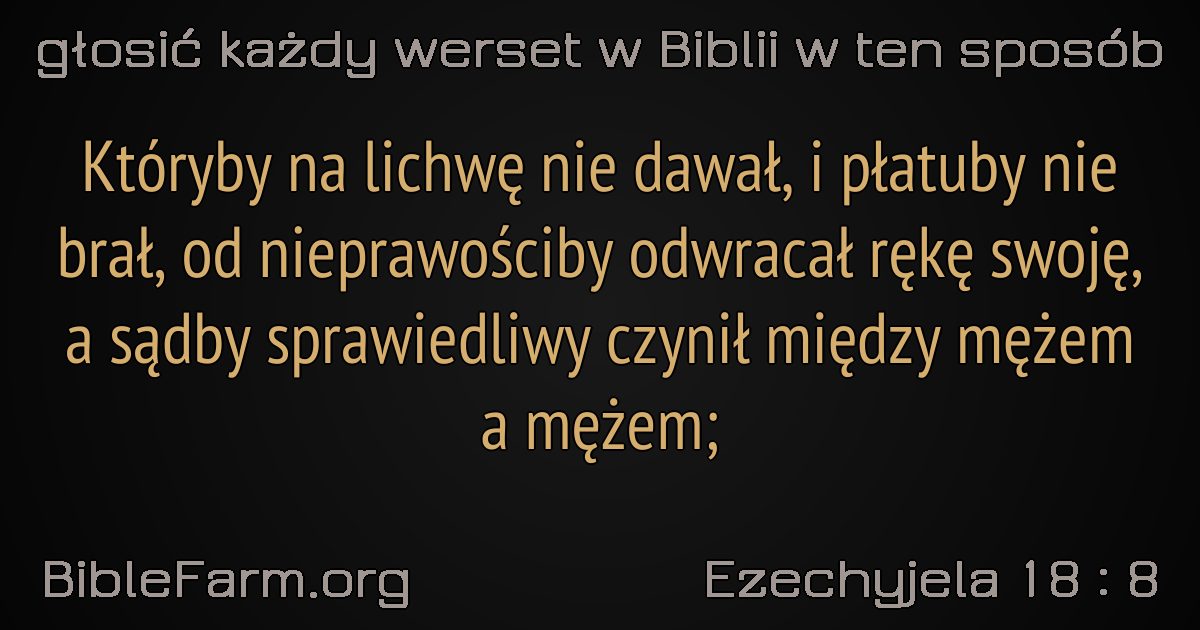 głosić każdy werset w Biblii w ten sposób
Któryby na lichwę nie dawał, i płatuby nie
brał, od nieprawościby odwracał rękę swoję,
a sądby sprawiedliwy czynił między mężem
a mężem;
BibleFarm.org
Ezechyjela 18 : 8